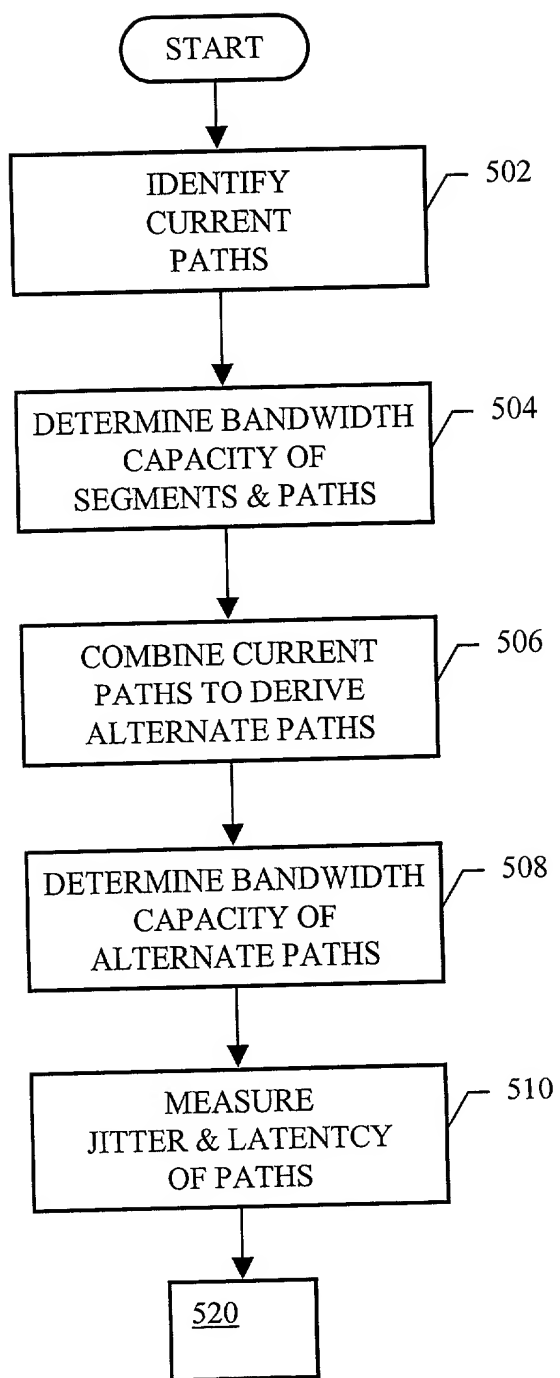 START
IDENTIFY
CURRENT
PATHS
502
DETERMINE BANDWIDTH
CAPACITY OF
SEGMENTS & PATHS
504
COMBINE CURRENT
PATHS TO DERIVE
ALTERNATE PATHS
506
DETERMINE BANDWIDTH
CAPACITY OF
ALTERNATE PATHS
508
MEASURE
JITTER & LATENTCY
OF PATHS
510
520